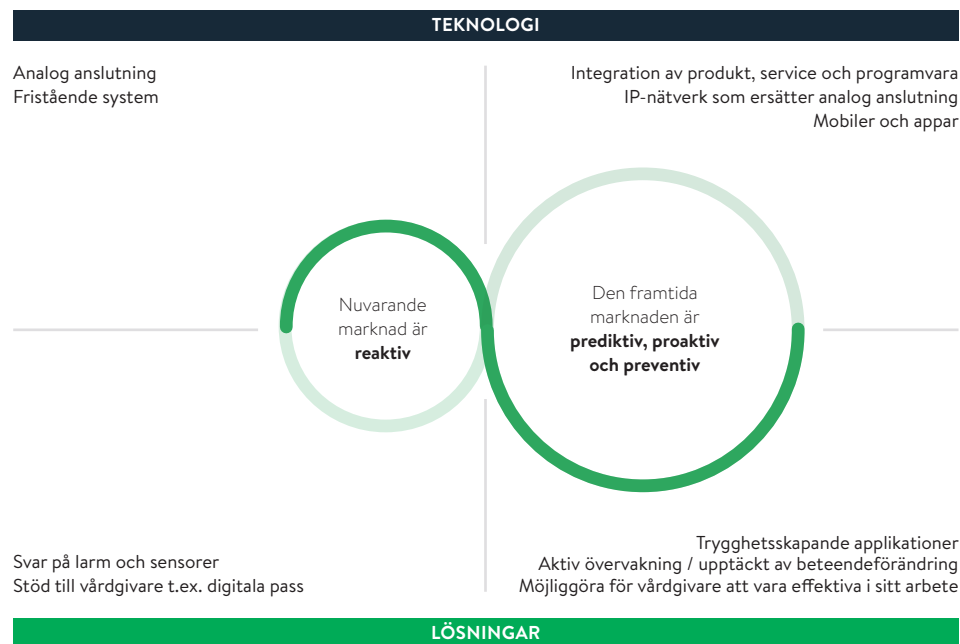 TEKNOLOGI
Analog anslutning
Fristående system
Integration av produkt, service och programvara
IP-nätverk som ersätter analog anslutning
Mobiler och appar
Nuvarande
marknad är
reaktiv
Den framtida
marknaden är
prediktiv, proaktiv
och preventiv
Svar på larm och sensorer
Stöd till vårdgivare t.ex. digitala pass
Trygghetsskapande applikationer
Aktiv övervakning / upptäckt av beteendeförändring
Möjliggöra för vårdgivare att vara effektiva i sitt arbete
LÖSNINGAR